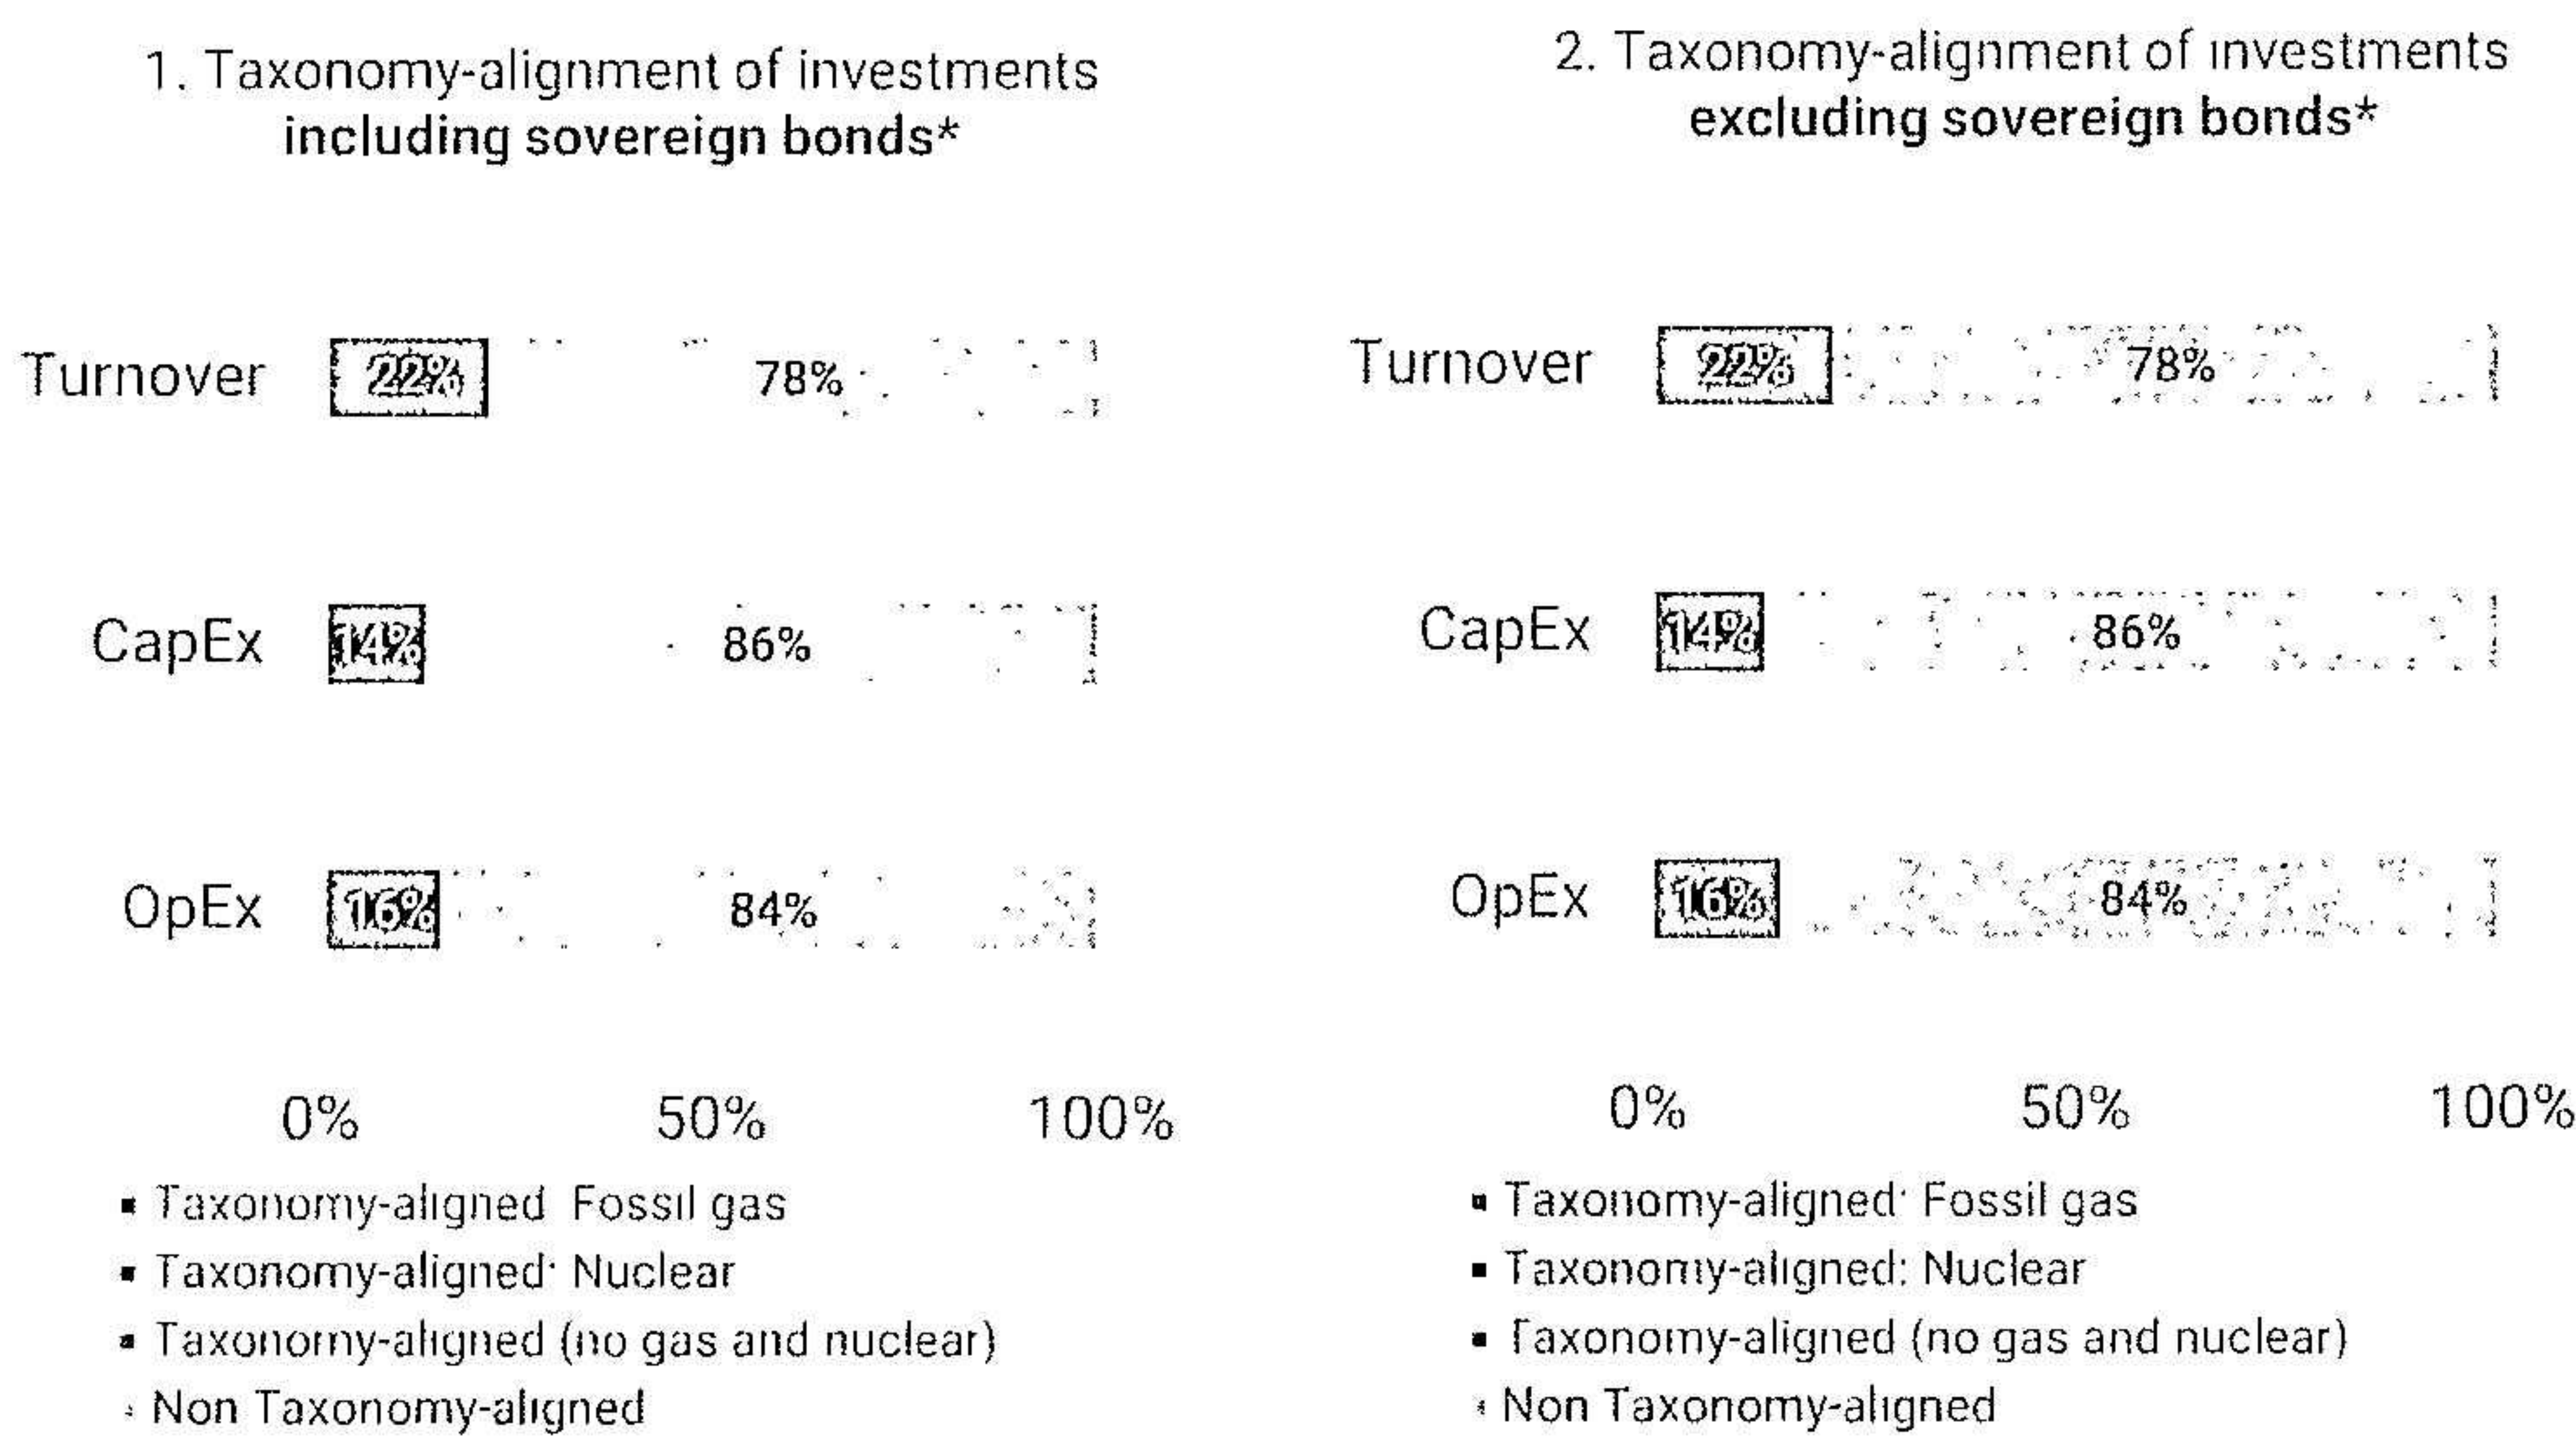 1. Taxonomy-alignment of investments
including sovereign bonds*
Turnover 22% 78%
CapEx 14% 86%
OpEx 16% 84%
0% 50% 100%
Taxonomy-aligned Fossil gas
Taxonomy-aligned: Nuclear
Taxonomy-aligned (no gas and nuclear)
Non Taxonomy-aligned
2. Taxonomy-alignment of investments
excluding sovereign bonds*
Turnover 22% 78%
CapEx 14% 86%
OpEx 16% 84%
0% 50% 100%
Taxonomy-aligned: Fossil gas
Taxonomy-aligned: Nuclear
Taxonomy-aligned (no gas and nuclear)
Non Taxonomy-aligned